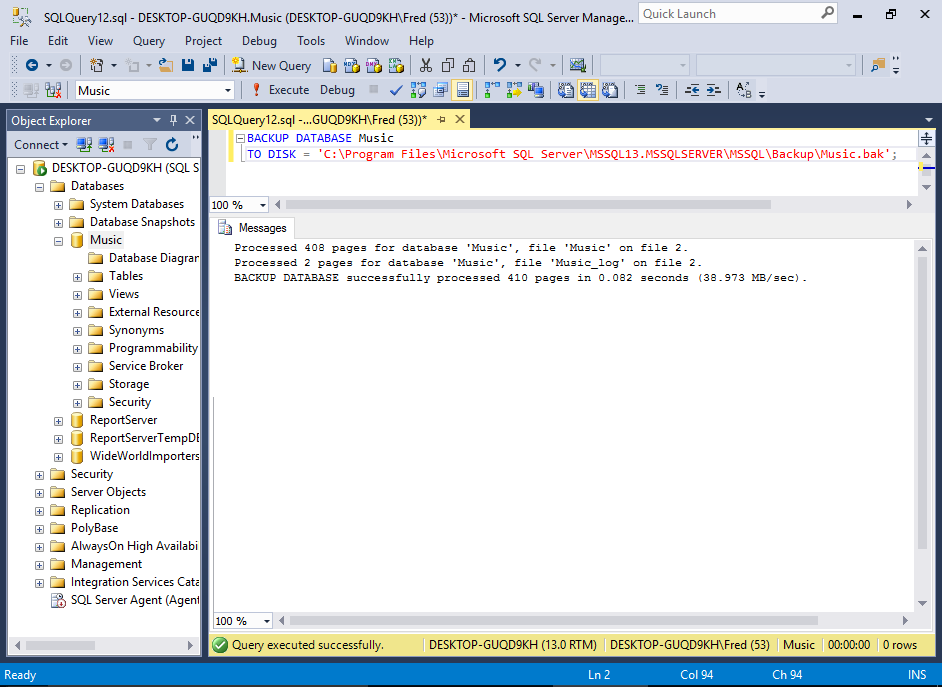 SQLQuery12.sql - DESKTOP-GUQD9KH.Music (DESKTOP-GUQD9KH\Fred (53))* - Microsoft SQL Server Manage...
Quick Launch
File Edit View Query Project Debug Tools Window Help
New Query
Music Execute Debug
Object Explorer
Connect
DESKTOP-GUQD9KH (SQL S
Databases
System Databases
Database Snapshots
Music
Database Diagran
Tables
Views
External Resource
Synonyms
Programmability
Service Broker
Storage
Security
ReportServer
ReportServerTempDB
WideWorldImporters
Security
Server Objects
Replication
PolyBase
AlwaysOn High Availabi
Management
Integration Services Cata
SQL Server Agent (Agent
SQLQuery12.sql -...GUQD9KH\Fred (53))*
BACKUP DATABASE Music
TO DISK = 'C:\Program Files\Microsoft SQL Server\MSSQL13.MSSQLSERVER\MSSQL\Backup\Music.bak';
100 %
Messages
Processed 408 pages for database 'Music', file 'Music' on file 2.
Processed 2 pages for database 'Music', file 'Music_log' on file 2.
BACKUP DATABASE successfully processed 410 pages in 0.082 seconds (38.973 MB/sec).
100 %
Query executed successfully. DESKTOP-GUQD9KH (13.0 RTM) DESKTOP-GUQD9KH\Fred (53) Music 00:00:00 0 rows
Ready Ln 2 Col 94 Ch 94 INS